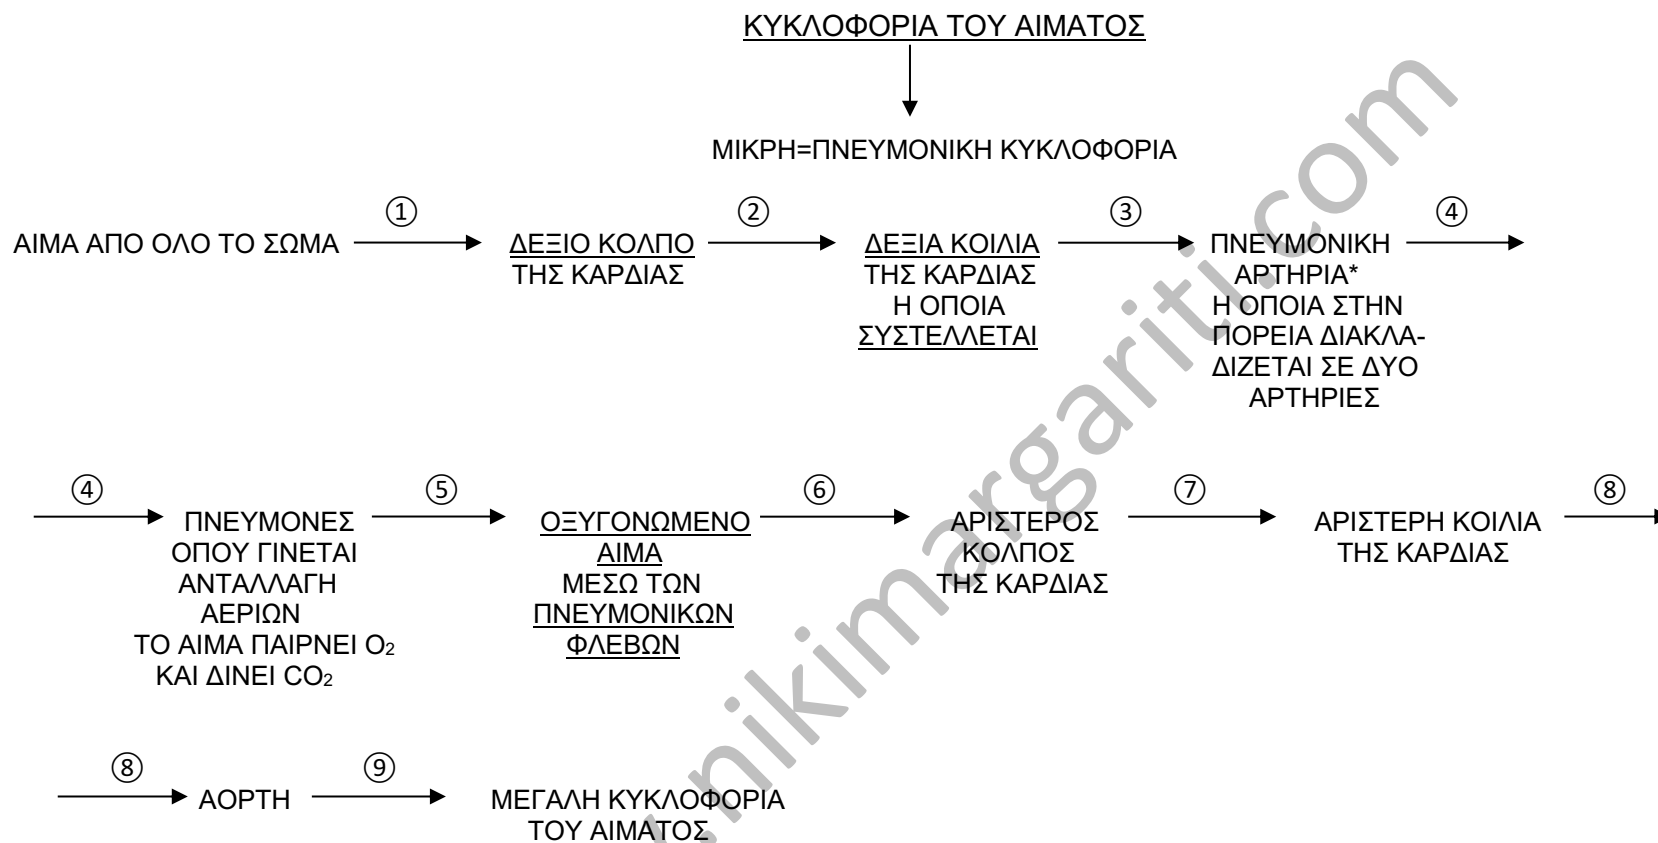 ΚΥΚΛΟΦΟΡΙΑ ΤΟΥ ΑΙΜΑΤΟΣ
ΜΙΚΡΗ=ΠΝΕΥΜΟΝΙΚΗ ΚΥΚΛΟΦΟΡΙΑ
① ② ③ ④
ΑΙΜΑ ΑΠΟ ΟΛΟ ΤΟ ΣΩΜΑ
ΔΕΞΙΟ ΚΟΛΠΟ
ΤΗΣ ΚΑΡΔΙΑΣ
ΔΕΞΙΑ ΚΟΙΛΙΑ
ΤΗΣ ΚΑΡΔΙΑΣ
Η ΟΠΟΙΑ
ΣΥΣΤΕΛΛΕΤΑΙ
ΠΝΕΥΜΟΝΙΚΗ
ΑΡΤΗΡΙΑ*
Η ΟΠΟΙΑ ΣΤΗΝ
ΠΟΡΕΙΑ ΔΙΑΚΛΑ-
ΔΙΖΕΤΑΙ ΣΕ ΔΥΟ
ΑΡΤΗΡΙΕΣ
④ ⑤ ⑥ ⑦ ⑧
ΠΝΕΥΜΟΝΕΣ
ΟΠΟΥ ΓΙΝΕΤΑΙ
ΑΝΤΑΛΛΑΓΗ
ΑΕΡΙΩΝ
ΤΟ ΑΙΜΑ ΠΑΙΡΝΕΙ O₂
ΚΑΙ ΔΙΝΕΙ CO₂
ΟΞΥΓΟΝΩΜΕΝΟ
ΑΙΜΑ
ΜΕΣΩ ΤΩΝ
ΠΝΕΥΜΟΝΙΚΩΝ
ΦΛΕΒΩΝ
ΑΡΙΣΤΕΡΟΣ
ΚΟΛΠΟΣ
ΤΗΣ ΚΑΡΔΙΑΣ
ΑΡΙΣΤΕΡΗ ΚΟΙΛΙΑ
ΤΗΣ ΚΑΡΔΙΑΣ
⑧ ⑨
ΑΟΡΤΗ
ΜΕΓΑΛΗ ΚΥΚΛΟΦΟΡΙΑ
ΤΟΥ ΑΙΜΑΤΟΣ
.nikimargariti.com